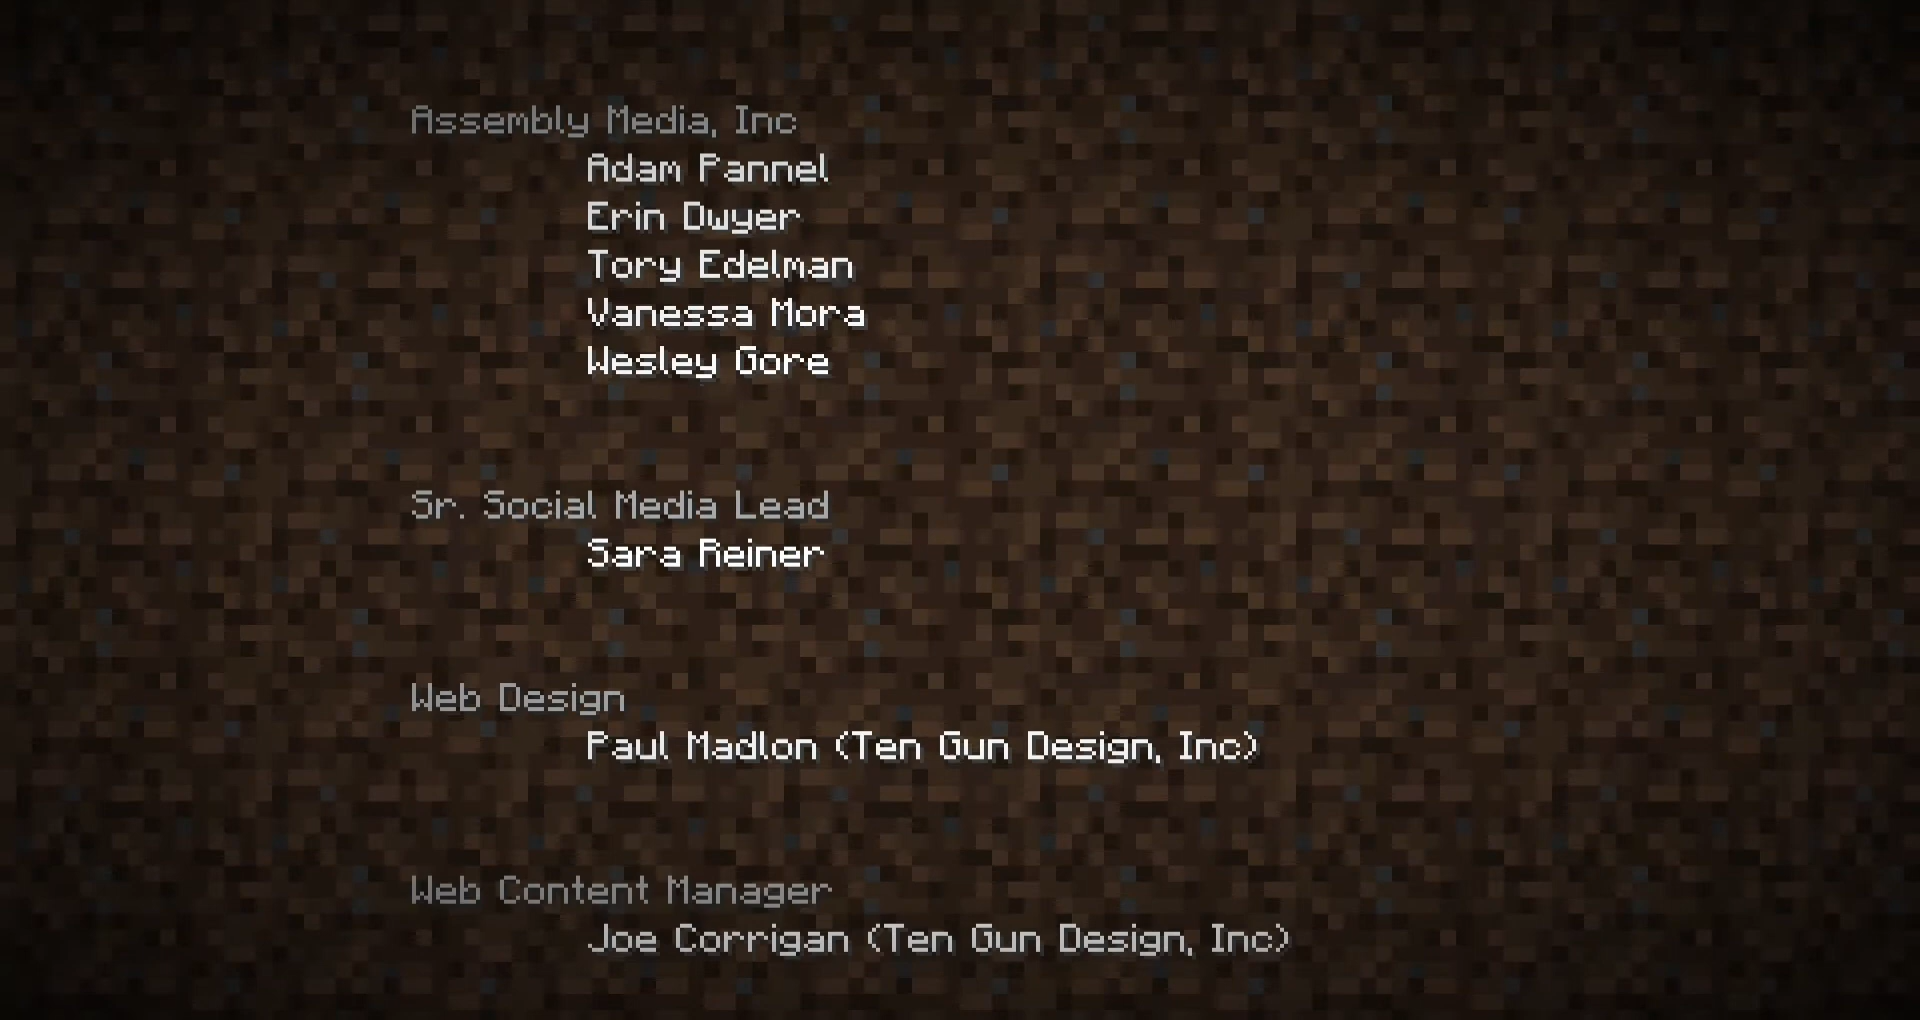 Assembly Media, Inc
Adam Pannel
Erin Dwyer
Tory Edelman
Vanessa Mora
Wesley Gore
Sr. Social Media Lead
Sara Reiner
Web Design
Paul Madlon (Ten Gun Design, Inc)
Web Content Manager
Joe Corrigan (Ten Gun Design, Inc)